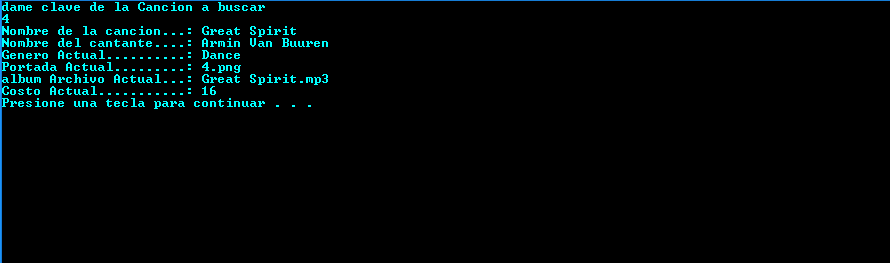 dame clave de la Cancion a buscar
4
Nombre de la cancion...: Great Spirit
Nombre del cantante....: Armin Van Buuren
Genero Actual..........: Dance
Portada Actual.........: 4.png
album Archivo Actual...: Great Spirit.mp3
Costo Actual...........: 16
Presione una tecla para continuar . . .